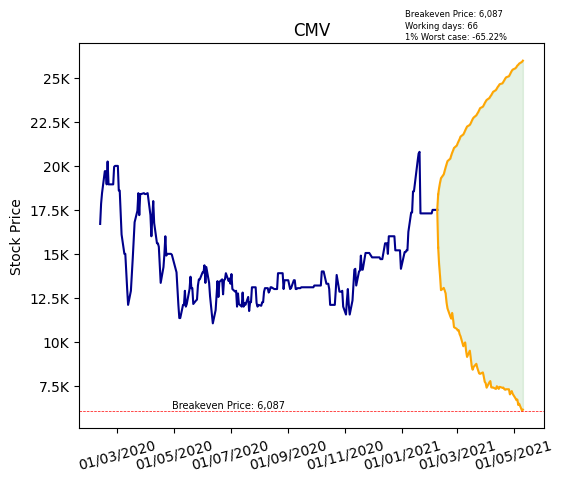 Breakeven Price: 6,087
Working days: 66
1% Worst case: -65.22%
CMV
Stock Price
25K
22.5K
20K
17.5K
15K
12.5K
10K
7.5K
Breakeven Price: 6,087
01/03/2020 01/05/2020 01/07/2020 01/09/2020 01/11/2020 01/01/2021 01/03/2021 01/05/2021